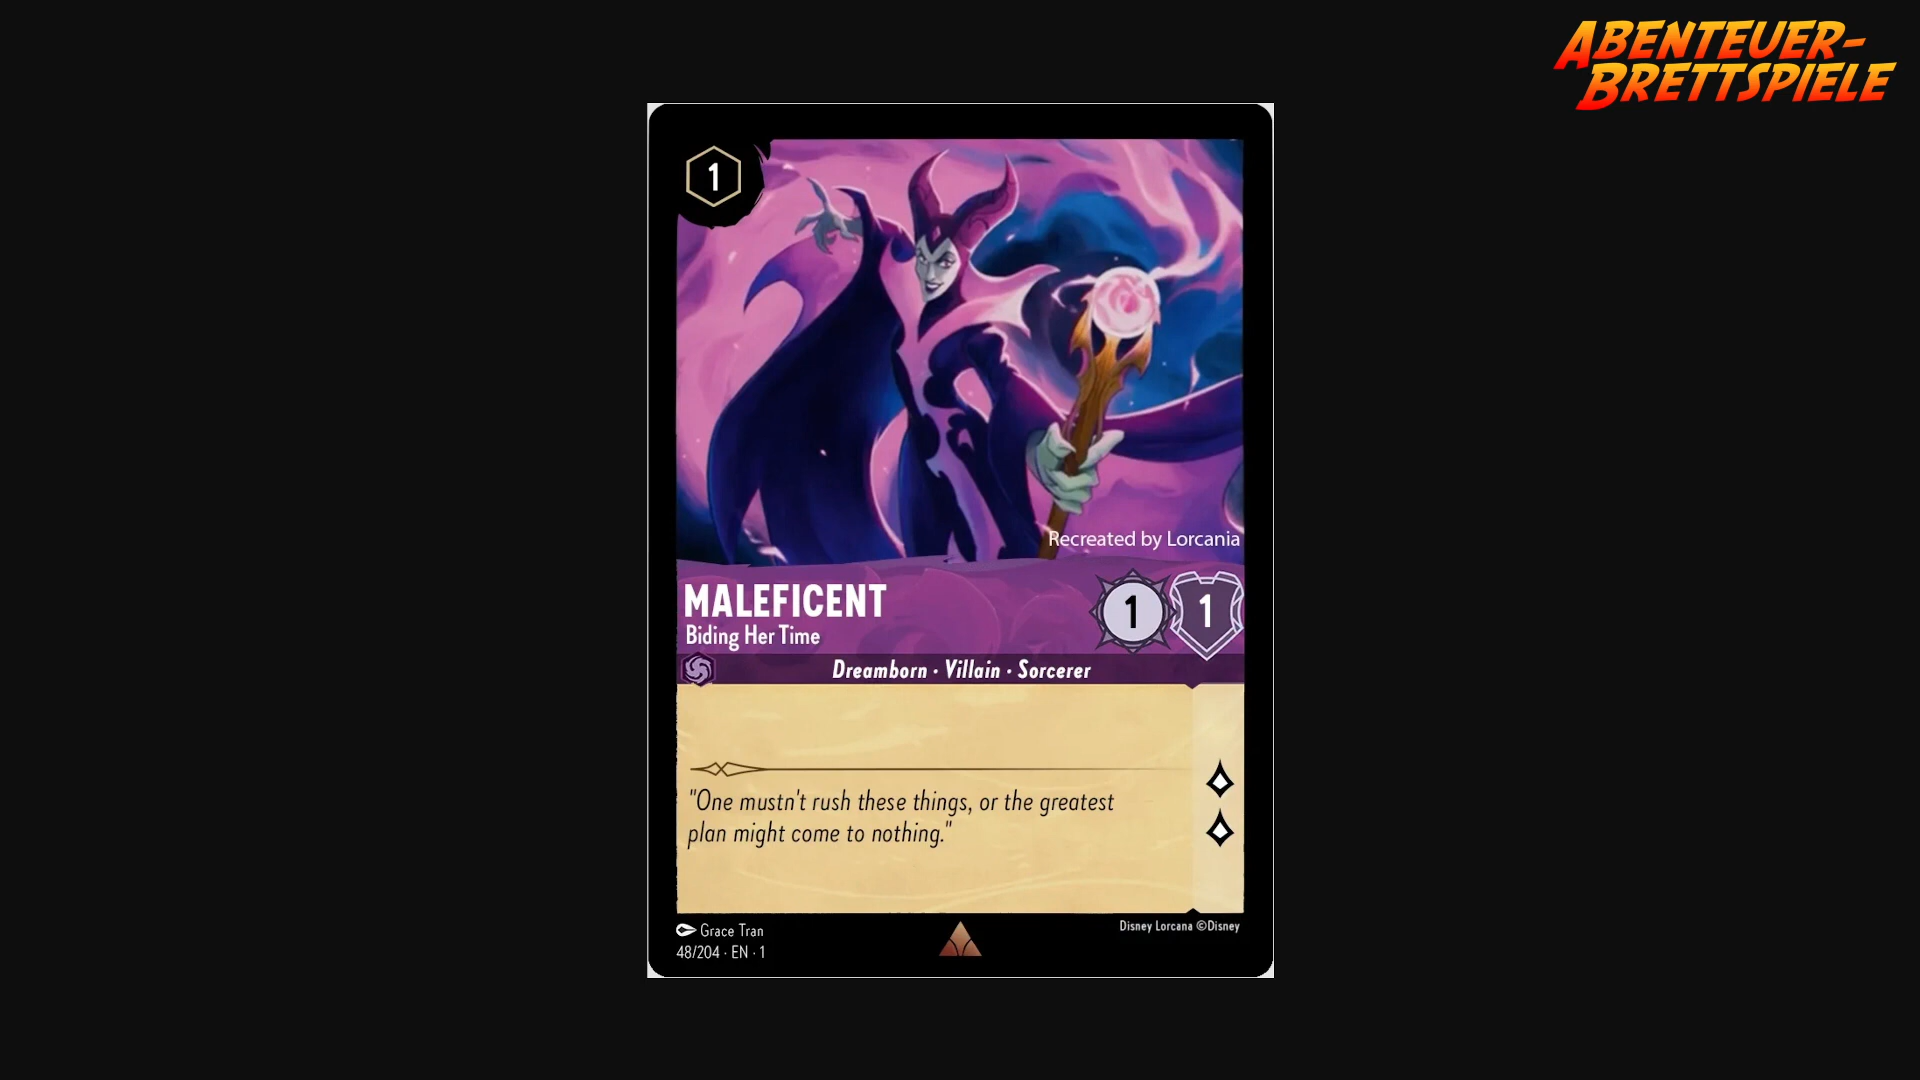 ABENTEUER-
BRETTSPIELE
1
Recreated by Lorcania
MALEFICENT
Biding Her Time
1
1
Dreamborn · Villain · Sorcerer
"One mustn't rush these things, or the greatest
plan might come to nothing."
Grace Tran
48/204 · EN · 1
Disney Lorcana ©Disney